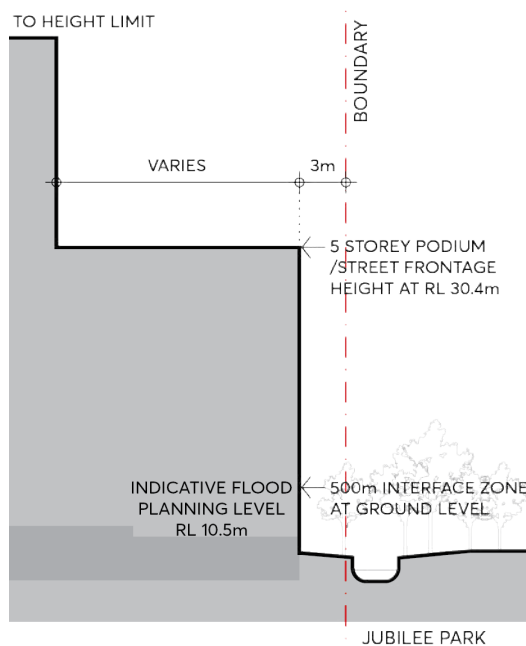 TO HEIGHT LIMIT
BOUNDARY
VARIES
3m
5 STOREY PODIUM
/STREET FRONTAGE
HEIGHT AT RL 30.4m
INDICATIVE FLOOD
PLANNING LEVEL
RL 10.5m
500m INTERFACE ZONE
AT GROUND LEVEL
JUBILEE PARK